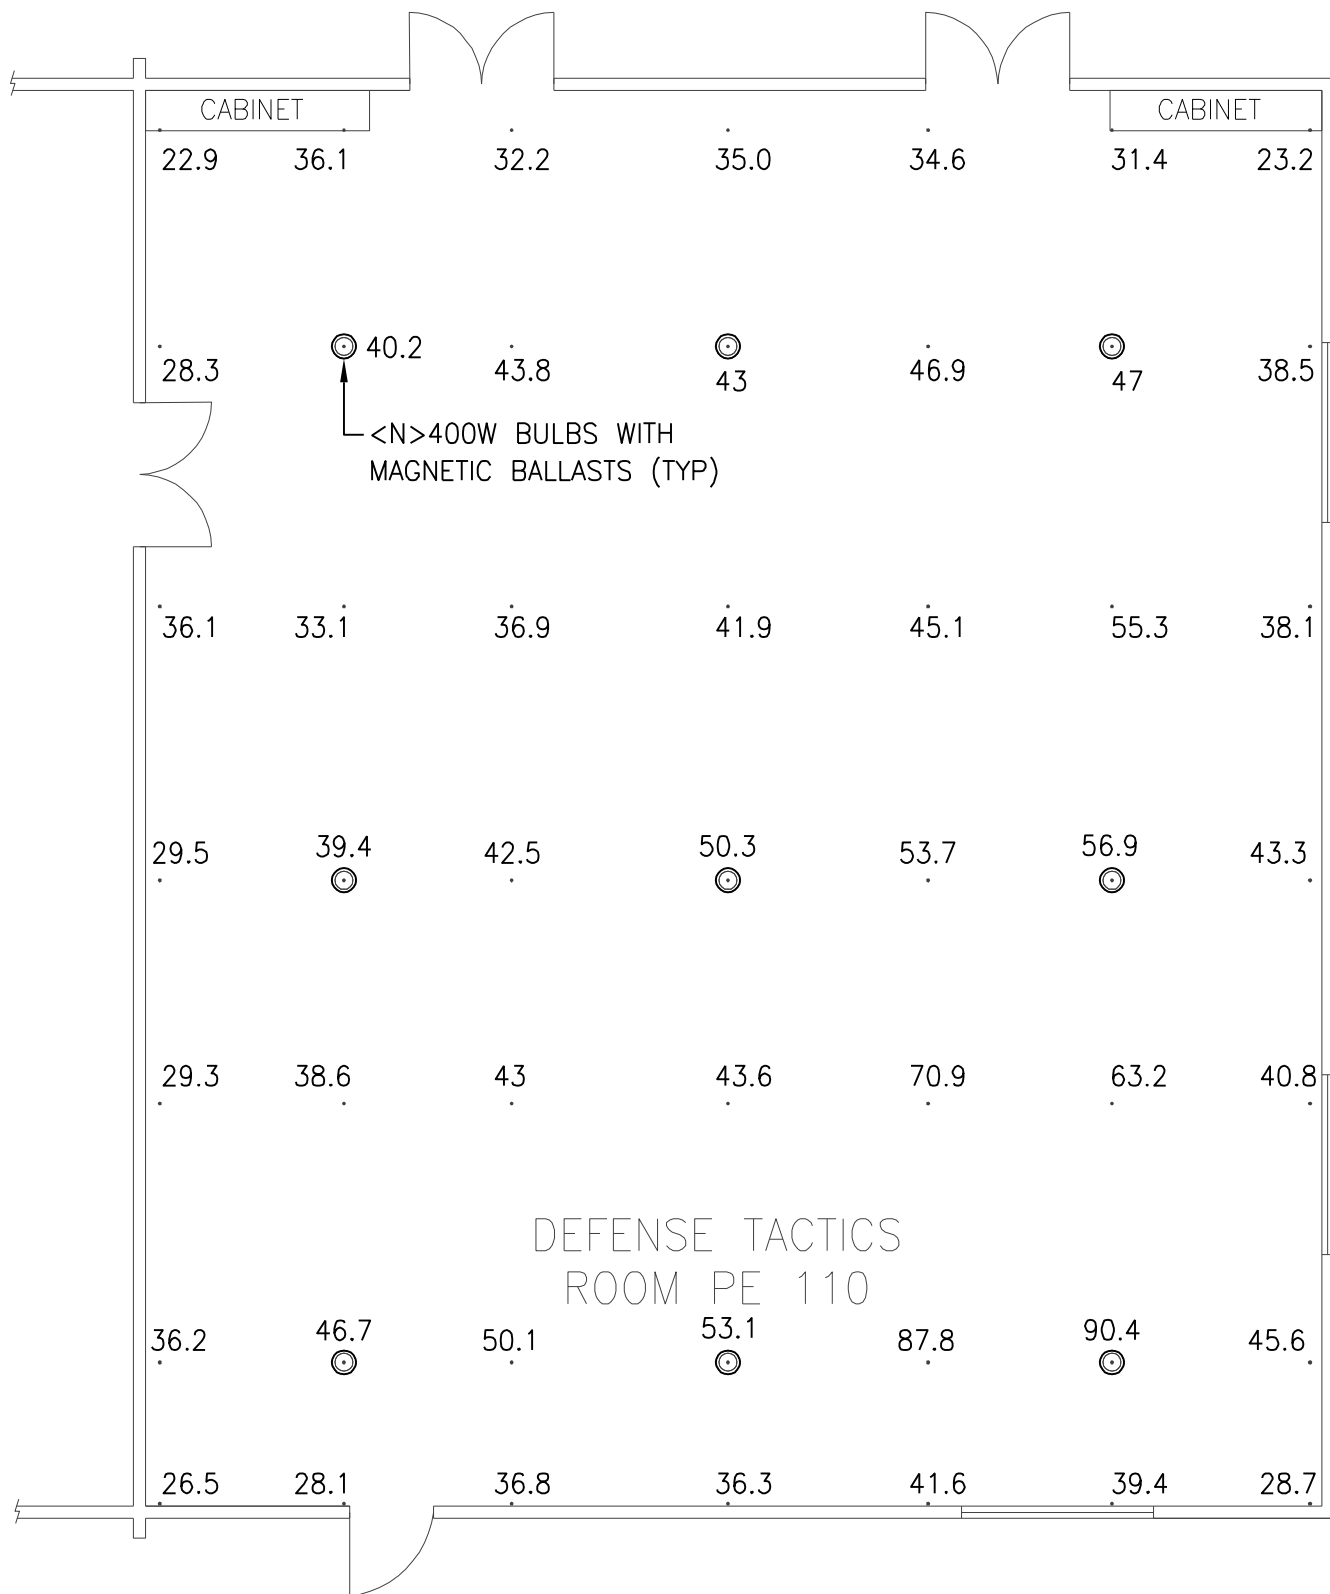 CABINET CABINET
22.9 36.1 32.2 35.0 34.6 31.4 23.2
28.3 40.2 43.8 43 46.9 47 38.5
<N>400W BULBS WITH
MAGNETIC BALLASTS (TYP)
36.1 33.1 36.9 41.9 45.1 55.3 38.1
29.5 39.4 42.5 50.3 53.7 56.9 43.3
29.3 38.6 43 43.6 70.9 63.2 40.8
DEFENSE TACTICS
ROOM PE 110
36.2 46.7 50.1 53.1 87.8 90.4 45.6
26.5 28.1 36.8 36.3 41.6 39.4 28.7